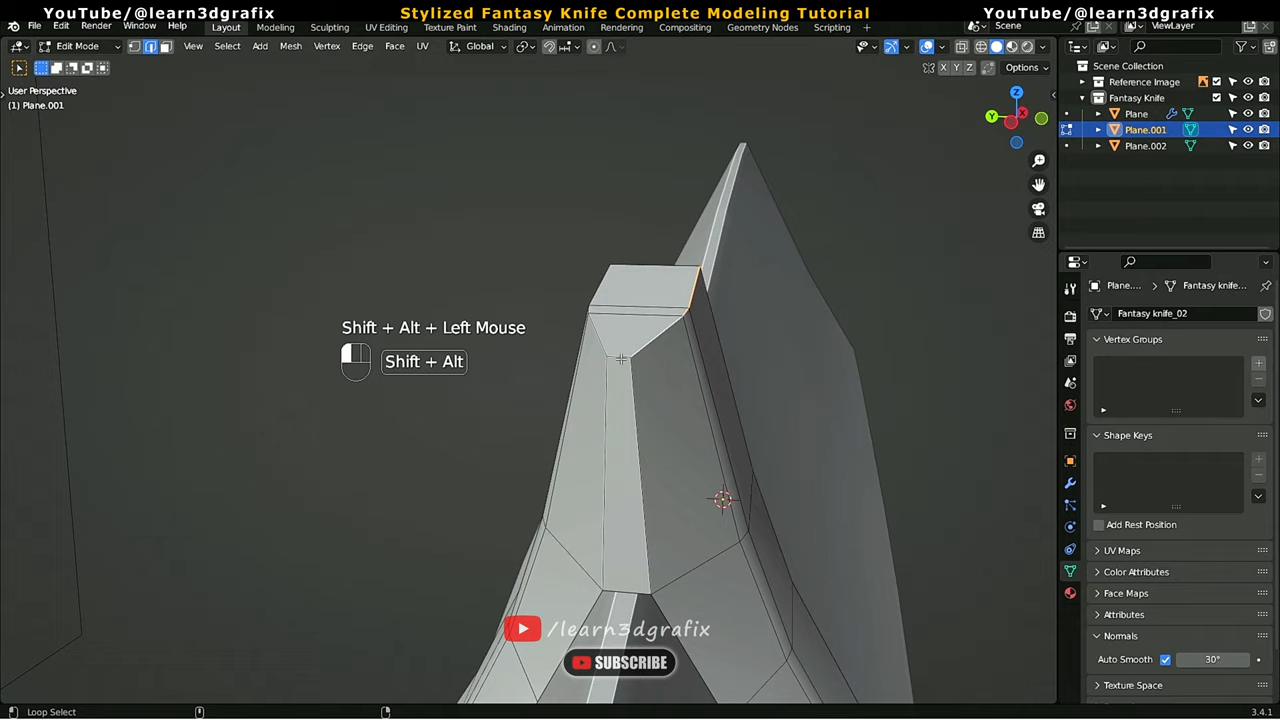 YouTube/@learn3dgrafix
Stylized Fantasy Knife Complete Modeling Tutorial
YouTube/@learn3dgrafix
File Edit Render Window Help Layout Modeling Sculpting UV Editing Texture Paint Shading Animation Rendering Compositing Geometry Nodes Scripting + Scene ViewLayer
Edit Mode View Select Add Mesh Vertex Edge Face UV Global
X Y Z Options
User Perspective
(1) Plane.001
Scene Collection
Reference Image
Fantasy Knife
Plane
Plane.001
Plane.002
Z
Y
X
Shift + Alt + Left Mouse
Shift + Alt
Plane.... Fantasy knife...
Fantasy knife_02
Vertex Groups
Shape Keys
Add Rest Position
UV Maps
Color Attributes
Face Maps
Attributes
Normals
Auto Smooth 30°
Texture Space
/learn3dgrafix
SUBSCRIBE
Loop Select
3.4.1